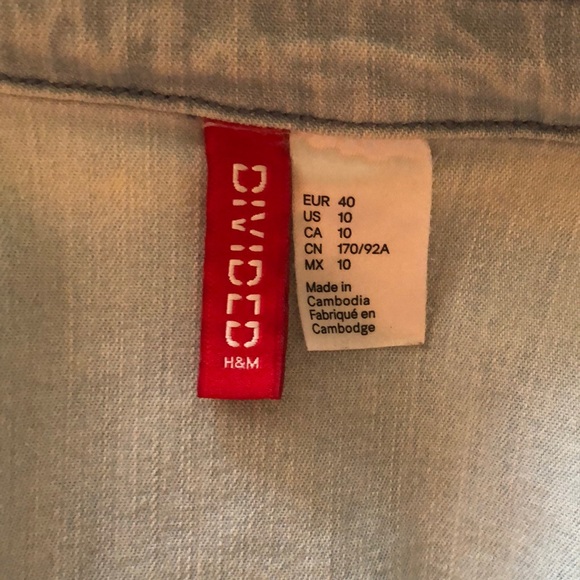 DIVIDED
H&M
EUR 40
US 10
CA 10
CN 170/92A
MX 10
Made in
Cambodia
Fabriqué en
Cambodge